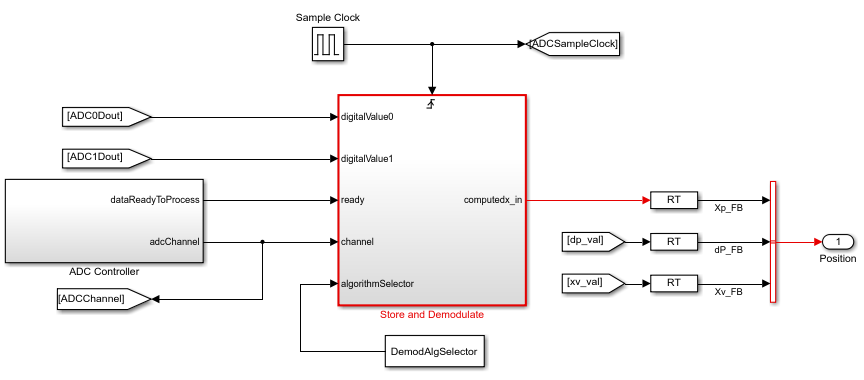 Sample Clock
[ADCSampleClock]
[ADC0Dout]
digitalValue0
[ADC1Dout]
digitalValue1
dataReadyToProcess
ready
computedx_in
RT
Xp_FB
adcChannel
channel
[dp_val]
RT
dP_FB
1
Position
ADC Controller
[ADCChannel]
algorithmSelector
[xv_val]
RT
Xv_FB
Store and Demodulate
DemodAlgSelector